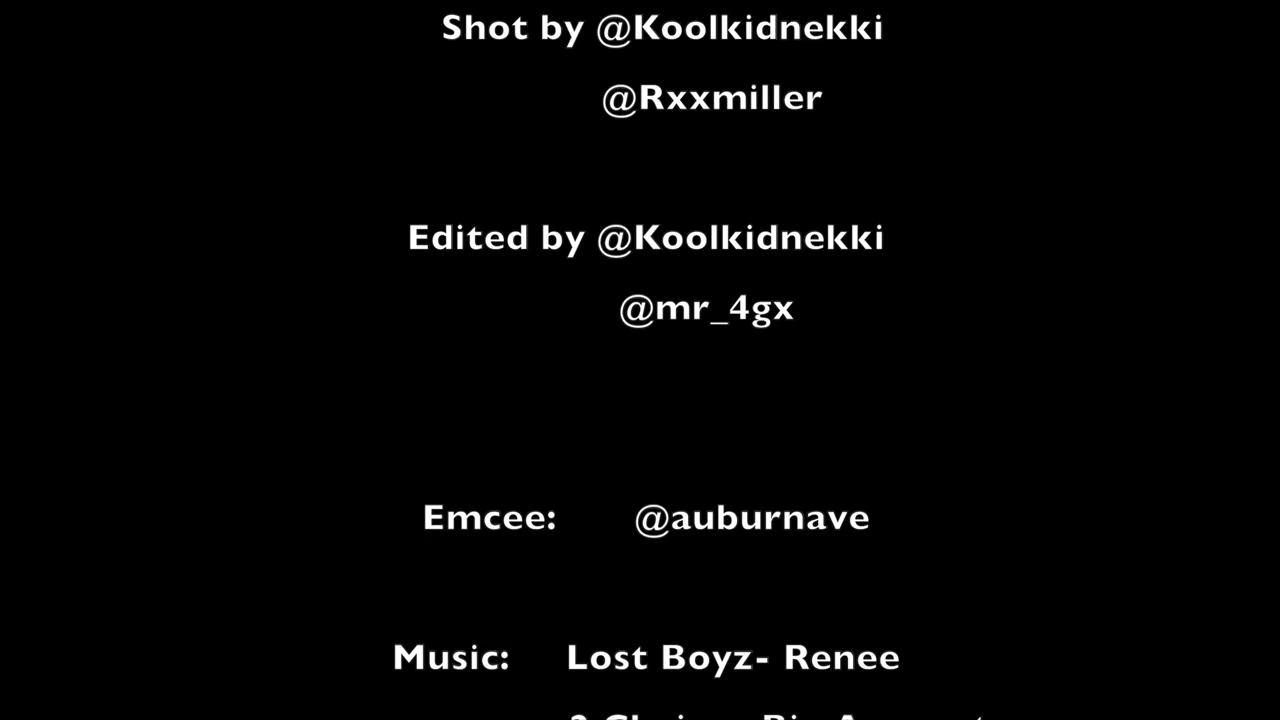 Shot by @Koolkidnekki
@Rxxmiller
Edited by @Koolkidnekki
@mr_4gx
Emcee: @auburnave
Music: Lost Boyz- Renee